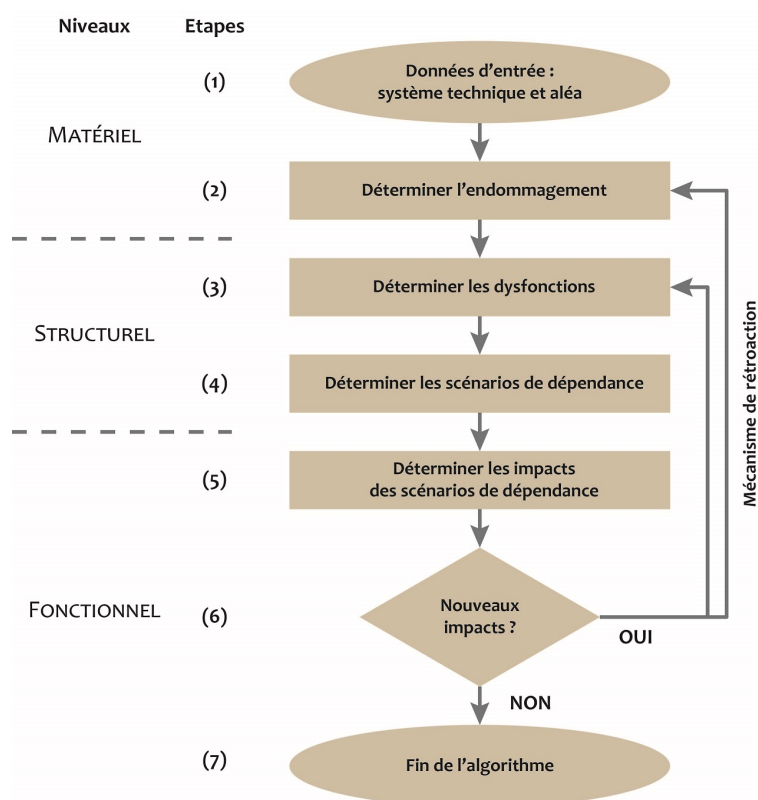 Niveaux
Etapes
(1)
Données d'entrée :
système technique et aléa
MATÉRIEL
(2)
Déterminer l'endommagement
(3)
Déterminer les dysfonctions
STRUCTUREL
(4)
Déterminer les scénarios de dépendance
(5)
Déterminer les impacts
des scénarios de dépendance
FONCTIONNEL
(6)
Nouveaux
impacts ?
OUI
NON
Mécanisme de rétroaction
(7)
Fin de l'algorithme